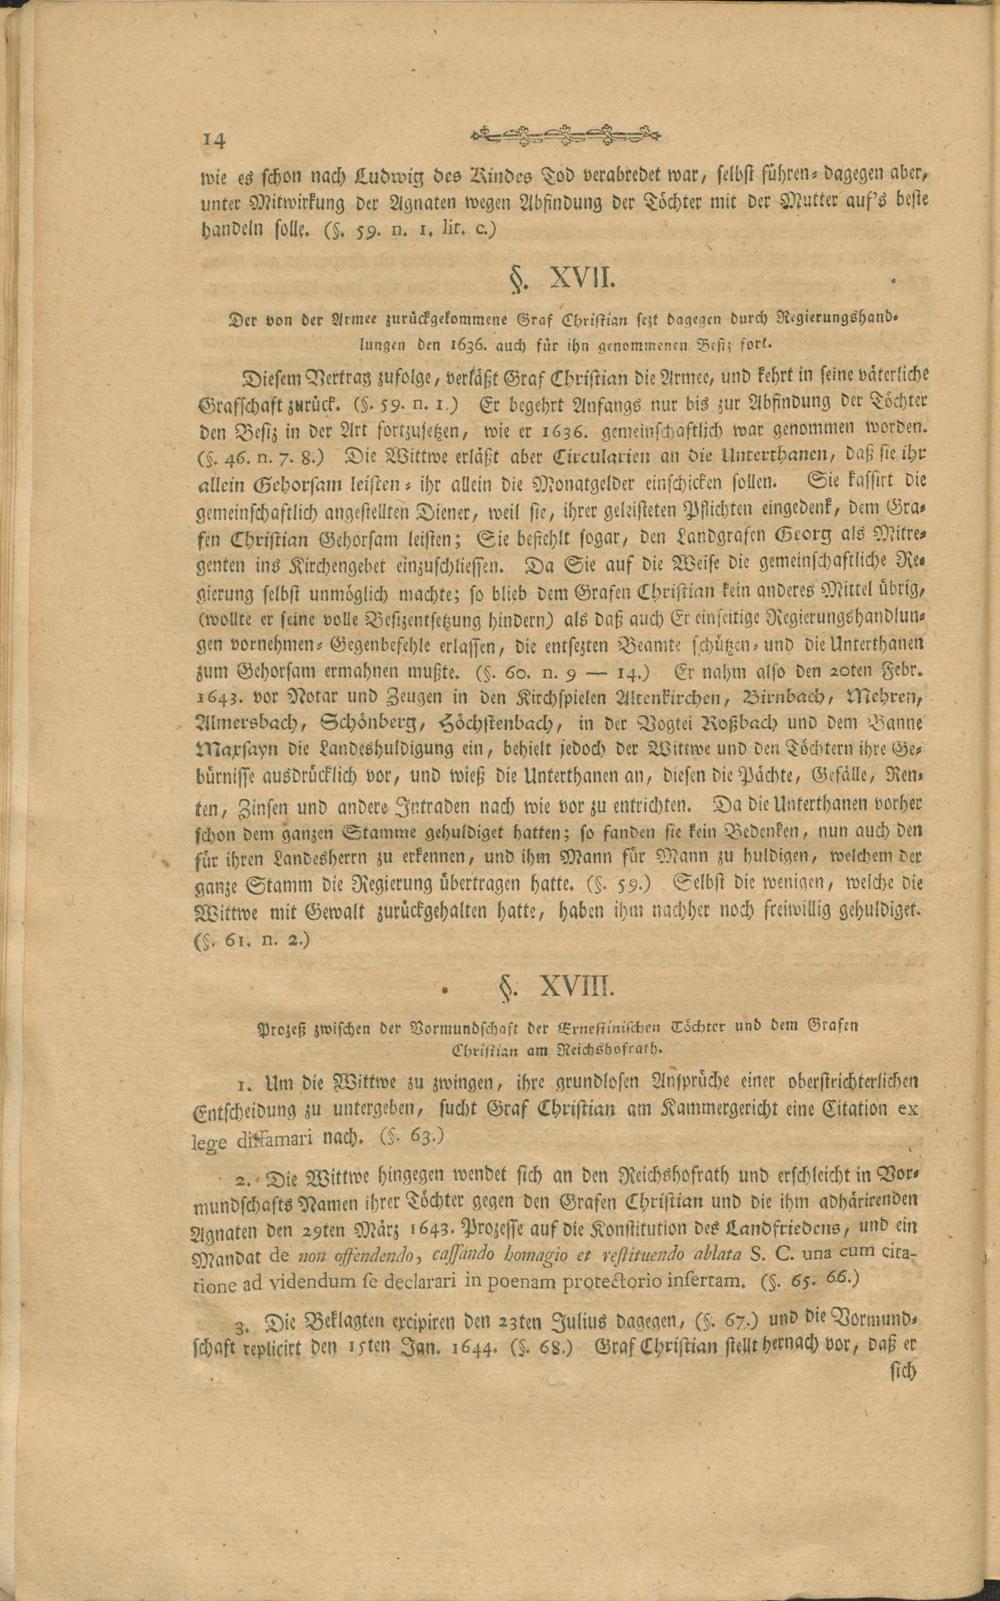 14
wie es schon nach Ludwig des Kindes Tod verabredet war, selbst führen⸗ dagegen aber,
unter Mitwirkung der Agnaten wegen Abfindung der Töchter mit der Mutter auf's beste
handeln solle. (§. 59. n. 1. lit. c.)
§. XVII.
Der von der Armee zurückgekommene Graf Christian sezt dagegen durch Regierungshand⸗
lungen den 1636. auch für ihn genommenen Besiz fort.
Diesem Vertrag zufolge, verläßt Graf Christian die Armee, und kehrt in seine väterliche
Grafschaft zurück. (§. 59. n. 1.) Er begehrt Anfangs nur bis zur Abfindung der Töchter
den Besiz in der Art fortzusetzen, wie er 1636. gemeinschaftlich war genommen worden.
(§. 46. n. 7. 8.) Die Wittwe erläßt aber Circularien an die Unterthanen, daß sie ihr
allein Gehorsam leisten⸗ ihr allein die Monatgelder einschicken sollen. Sie kassirt die
gemeinschaftlich angestellten Diener, weil sie, ihrer geleisteten Pflichten eingedenk, dem Gra⸗
fen Christian Gehorsam leisten; Sie befiehlt sogar, den Landgrafen Georg als Mitre⸗
genten ins Kirchengebet einzuschliessen. Da Sie auf die Weise die gemeinschaftliche Re⸗
gierung selbst unmöglich machte; so blieb dem Grafen Christian kein anderes Mittel übrig,
(wollte er seine volle Besizentsetzung hindern) als daß auch Er einseitige Regierungshandlun⸗
gen vornehmen⸗ Gegenbefehle erlassen, die entsezten Beamte schützen⸗ und die Unterthanen
zum Gehorsam ermahnen mußte. (§. 60. n. 9 — 14.) Er nahm also den 20ten Febr.
1643. vor Notar und Zeugen in den Kirchspielen Altenkirchen, Birnbach, Mehren,
Almersbach, Schönberg, Höchstenbach, in der Vogtei Roßbach und dem Banne
Maxsayn die Landeshuldigung ein, behielt jedoch der Wittwe und den Töchtern ihre Ge⸗
bürnisse ausdrücklich vor, und wieß die Unterthanen an, diesen die Pächte, Gefälle, Ren⸗
ten, Zinsen und andere Intraden nach wie vor zu entrichten. Da die Unterthanen vorher
schon dem ganzen Stamme gehuldiget hatten; so fanden sie kein Bedenken, nun auch den
für ihren Landesherrn zu erkennen, und ihm Mann für Mann zu huldigen, welchem der
ganze Stamm die Regierung übertragen hatte. (§. 59.) Selbst die wenigen, welche die
Wittwe mit Gewalt zurückgehalten hatte, haben ihm nachher noch freiwillig gehuldiget.
(§. 61. n. 2.)
§. XVIII.
Prozeß zwischen der Vormundschaft der Ernestinischen Töchter und dem Grafen
Christian am Reichshofrath.
1. Um die Wittwe zu zwingen, ihre grundlosen Ansprüche einer oberstrichterlichen
Entscheidung zu untergeben, sucht Graf Christian am Kammergericht eine Citation ex
lege diffamari nach. (§. 63.)
2. Die Wittwe hingegen wendet sich an den Reichshofrath und erschleicht in Vor⸗
mundschafts Namen ihrer Töchter gegen den Grafen Christian und die ihm adhärirenden
Agnaten den 29ten März 1643. Prozesse auf die Konstitution des Landfriedens, und ein
Mandat de non offendendo, cassando homagio et restituendo ablata S. C. una cum cita-
tione ad videndum se declarari in poenam protectorio insertam. (§. 65. 66.)
3. Die Beklagten excipiren den 23ten Julius dagegen, (§. 67.) und die Vormund⸗
schaft replicirt den 15ten Jan. 1644. (§. 68.) Graf Christian stellt hernach vor, daß er
sich